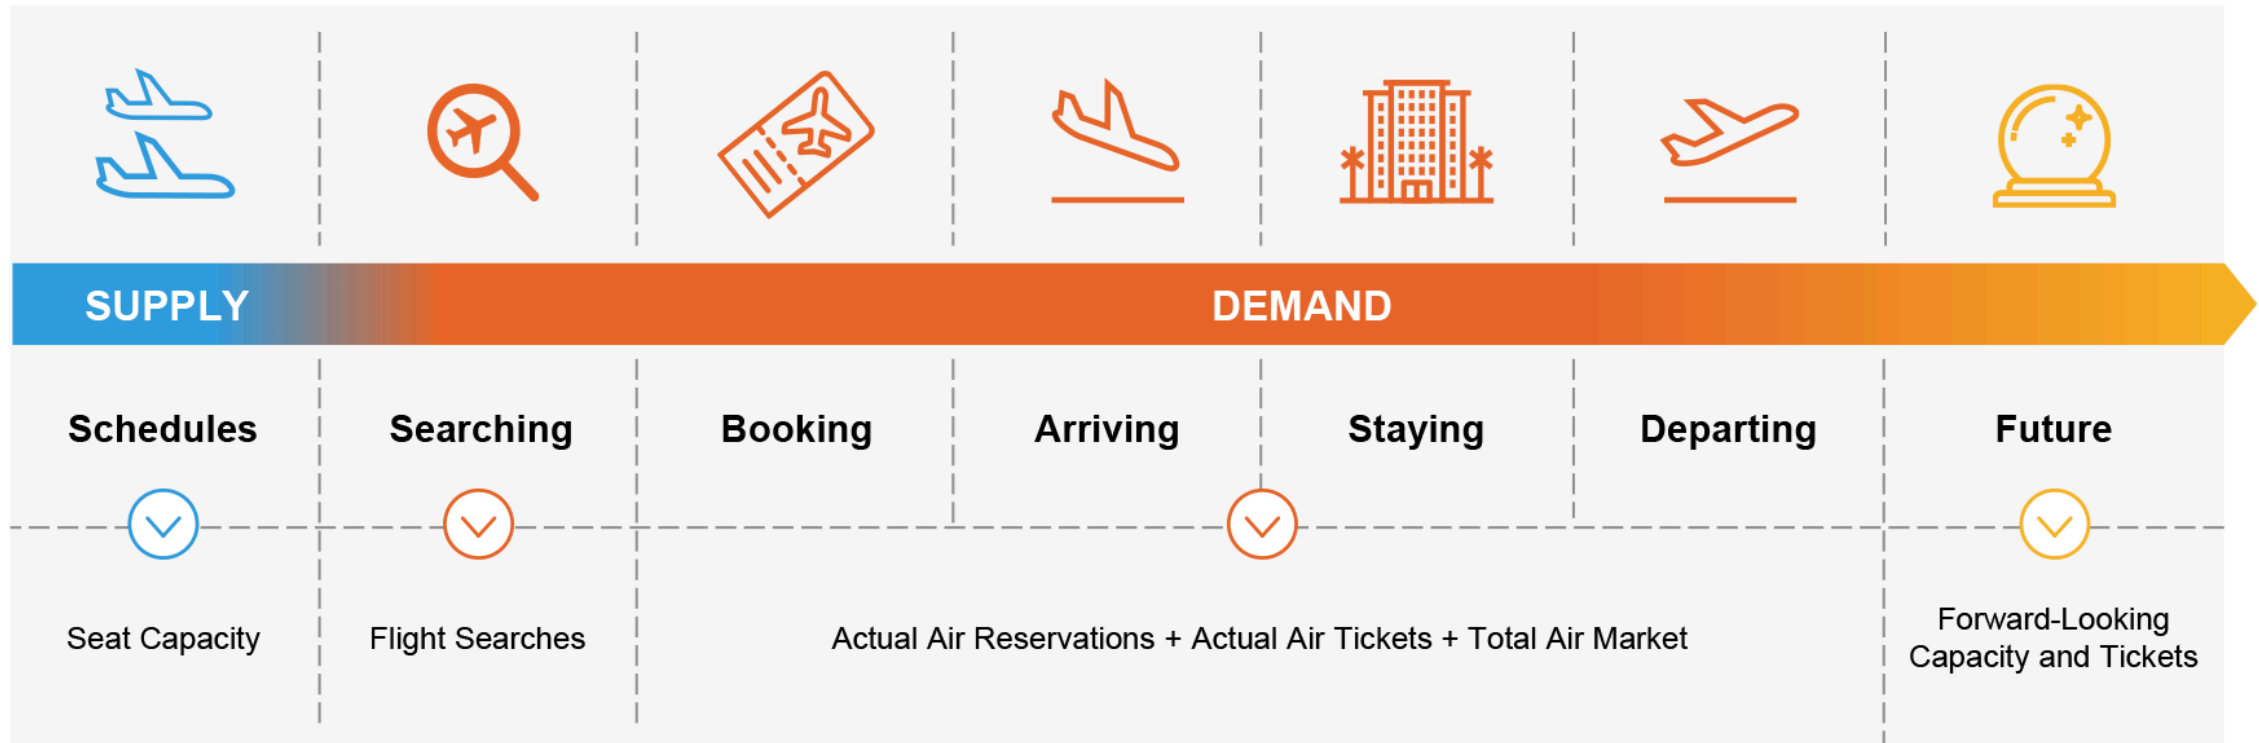 SUPPLY
DEMAND
Schedules
Searching
Booking
Arriving
Staying
Departing
Future
Seat Capacity
Flight Searches
Actual Air Reservations + Actual Air Tickets + Total Air Market
Forward-Looking
Capacity and Tickets